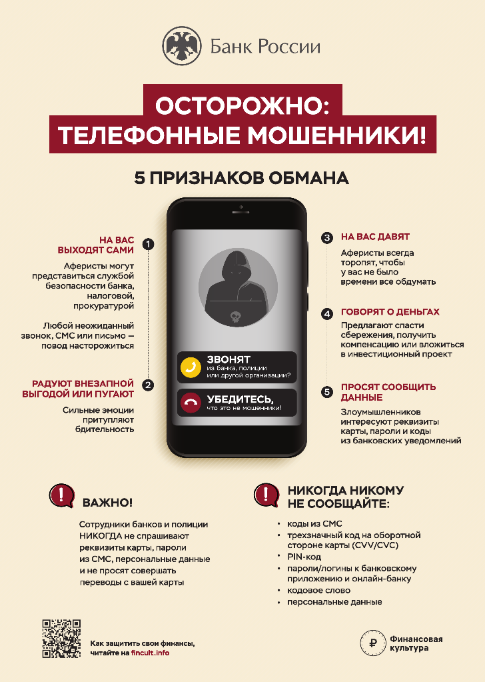 Банк России
ОСТОРОЖНО:
ТЕЛЕФОННЫЕ МОШЕННИКИ!
5 ПРИЗНАКОВ ОБМАНА
1
НА ВАС
ВЫХОДЯТ САМИ
Аферисты могут
представиться службой
безопасности банка,
налоговой,
прокуратурой
Любой неожиданный
звонок, СМС или письмо —
повод насторожиться
2
РАДУЮТ ВНЕЗАПНОЙ
ВЫГОДОЙ ИЛИ ПУГАЮТ
Сильные эмоции
притупляют
бдительность
ЗВОНЯТ
из банка, полиции
или другой организации?
УБЕДИТЕСЬ,
что это не мошенники!
3
НА ВАС ДАВЯТ
Аферисты всегда
торопят, чтобы
у вас не было
времени все обдумать
4
ГОВОРЯТ О ДЕНЬГАХ
Предлагают спасти
сбережения, получить
компенсацию или вложиться
в инвестиционный проект
5
ПРОСЯТ СООБЩИТЬ
ДАННЫЕ
Злоумышленников
интересуют реквизиты
карты, пароли и коды
из банковских уведомлений
! ВАЖНО!
Сотрудники банков и полиции
НИКОГДА не спрашивают
реквизиты карты, пароли
из СМС, персональные данные
и не просят совершать
переводы с вашей карты
! НИКОГДА НИКОМУ
НЕ СООБЩАЙТЕ:
• коды из СМС
• трехзначный код на оборотной
стороне карты (CVV/CVC)
• PIN-код
• пароли/логины к банковскому
приложению и онлайн-банку
• кодовое слово
• персональные данные
Как защитить свои финансы,
читайте на fincult.info
₽
Финансовая
культура